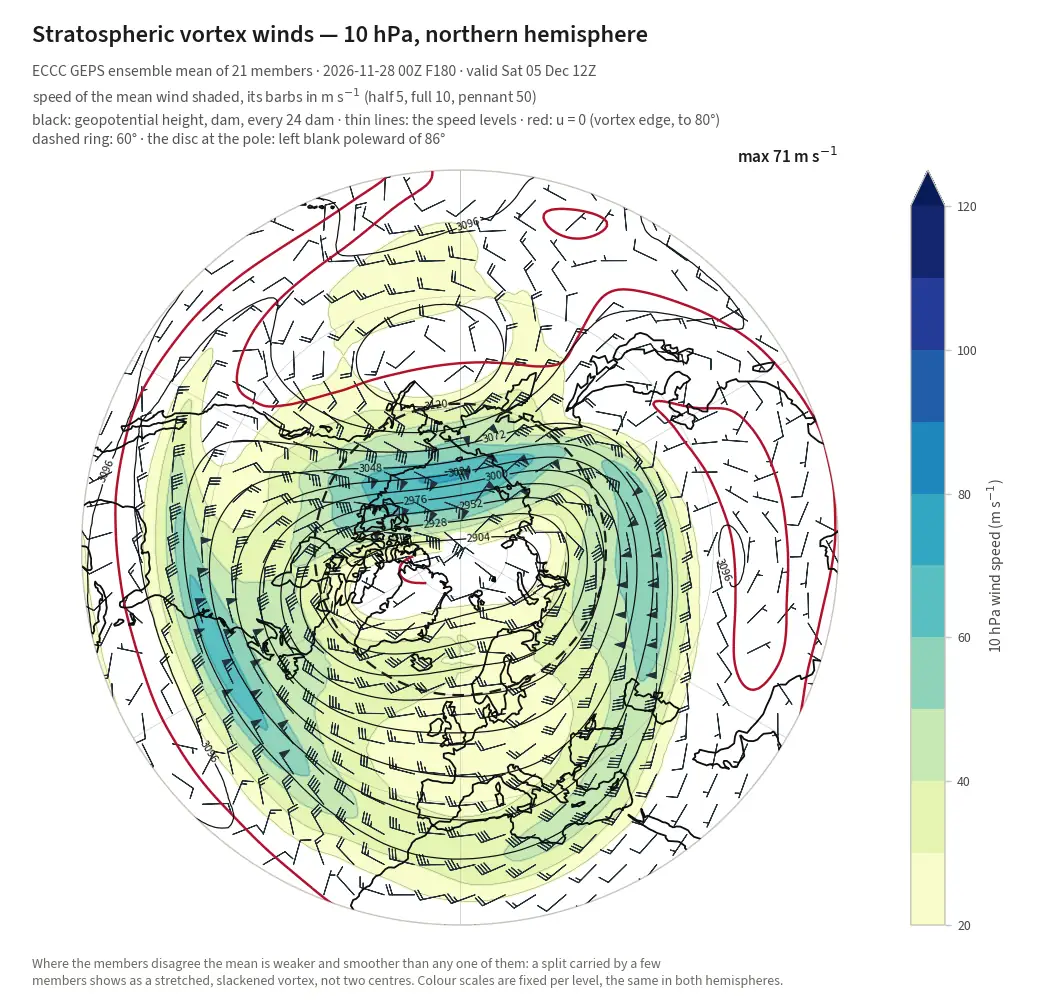 Stratospheric vortex winds — 10 hPa, northern hemisphere
ECCC GEPS ensemble mean of 21 members · 2026-11-28 00Z F180 · valid Sat 05 Dec 12Z
speed of the mean wind shaded, its barbs in m s⁻¹ (half 5, full 10, pennant 50)
black: geopotential height, dam, every 24 dam · thin lines: the speed levels · red: u = 0 (vortex edge, to 80°)
dashed ring: 60° · the disc at the pole: left blank poleward of 86°
max 71 m s⁻¹
120
100
80
60
40
20
10 hPa wind speed (m s⁻¹)
3096
3120
3072
3048
3024
3000
2976
2952
2928
2904
3096
3096
3096
Where the members disagree the mean is weaker and smoother than any one of them: a split carried by a few
members shows as a stretched, slackened vortex, not two centres. Colour scales are fixed per level, the same in both hemispheres.